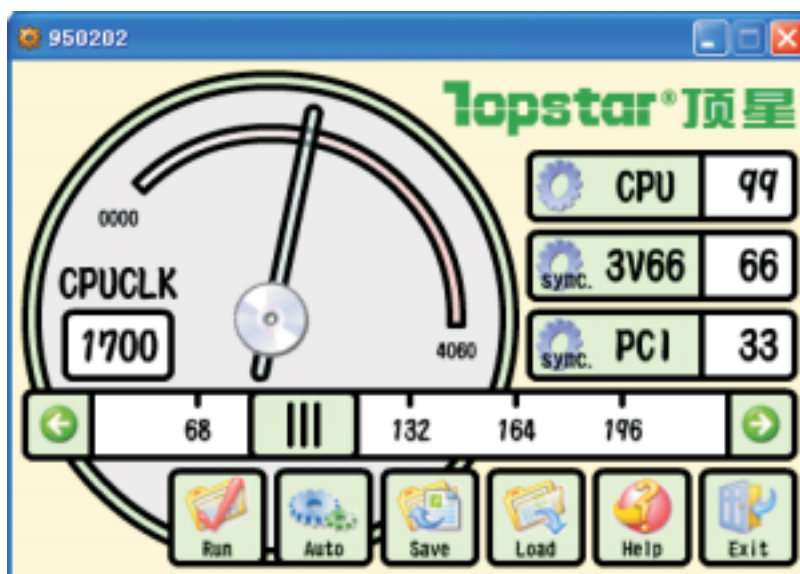 950202
Topstar®顶星
CPU 99
0000
sync. 3V66 66
CPUCLK
1700
4060
sync. PCI 33
68 132 164 196
Run Auto Save Load Help Exit